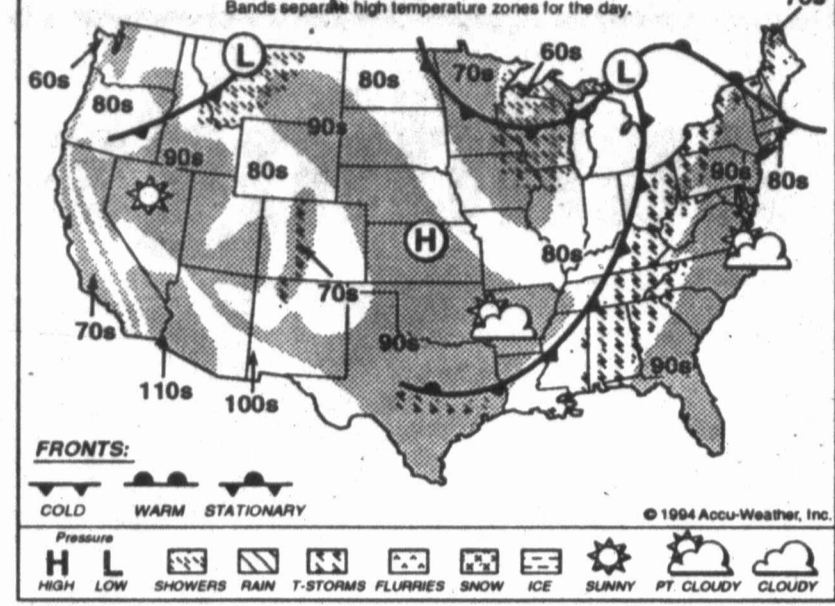 Bands separate high temperature zones for the day.
70s
L
60s
80s
80s
70s
60s
L
90s
90s
80s
90s
80s
H
80s
70s
70s
90s
90s
110s
100s
FRONTS:
COLD WARM STATIONARY
© 1994 Accu-Weather, Inc.
Pressure
H L
HIGH LOW SHOWERS RAIN T-STORMS FLURRIES SNOW ICE SUNNY PT. CLOUDY CLOUDY